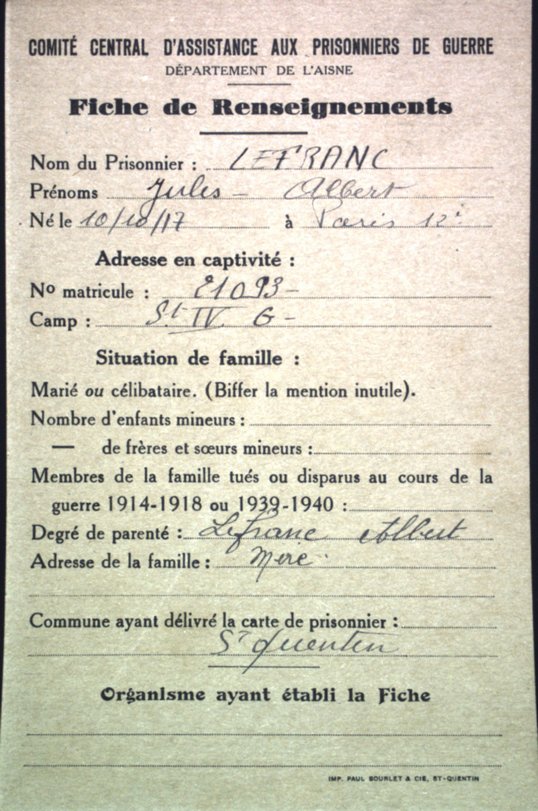 COMITÉ CENTRAL D'ASSISTANCE AUX PRISONNIERS DE GUERRE
DÉPARTEMENT DE L'AISNE
Fiche de Renseignements
Nom du Prisonnier : LEFRANC
Prénoms Jules - Albert
Né le 10/10/17 à Paris 12e
Adresse en captivité :
No matricule : 21093-
Camp : St IV G-
Situation de famille :
Marié ou célibataire. (Biffer la mention inutile).
Nombre d'enfants mineurs :
— de frères et sœurs mineurs :
Membres de la famille tués ou disparus au cours de la
guerre 1914-1918 ou 1939-1940 :
Degré de parenté : Lefranc Albert
Adresse de la famille : Mere
Commune ayant délivré la carte de prisonnier :
St Quentin
Organisme ayant établi la Fiche
IMP. PAUL BOURLET & CIE, ST-QUENTIN